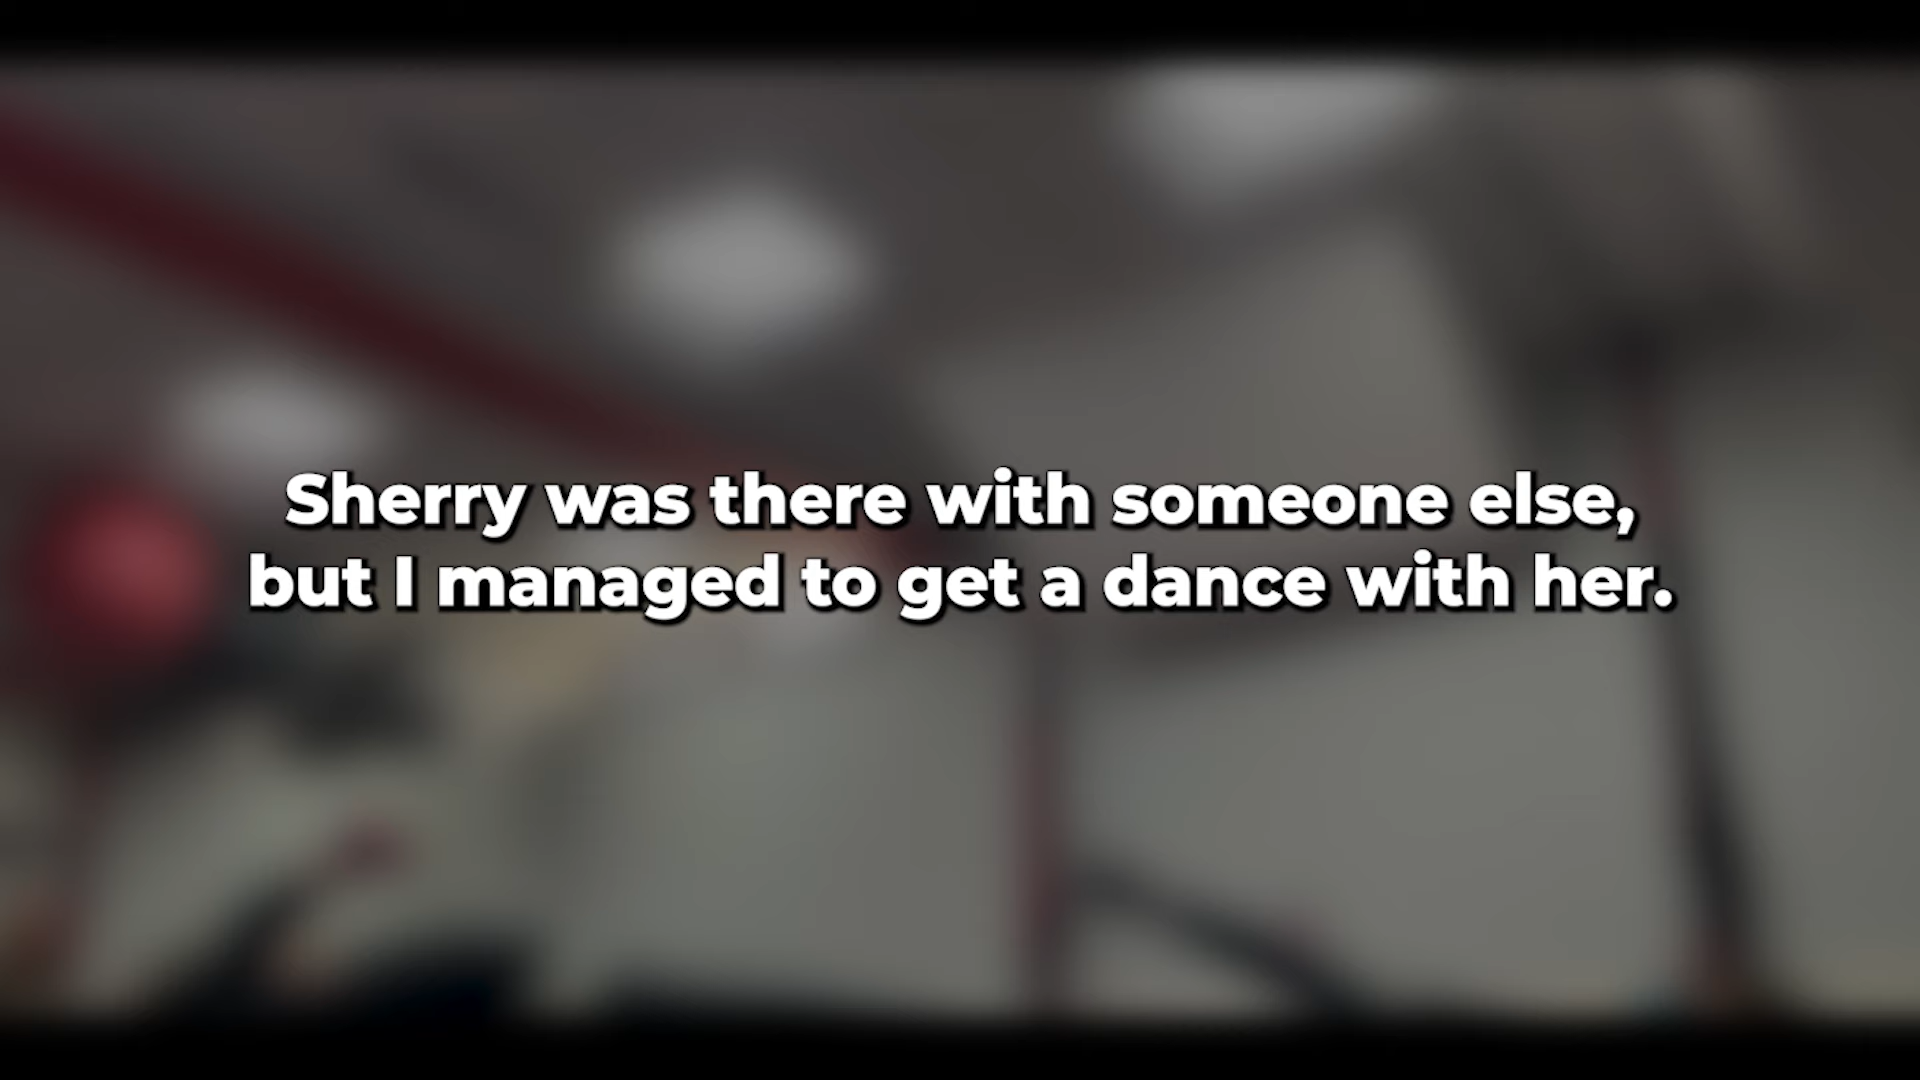 Sherry was there with someone else,
but I managed to get a dance with her.